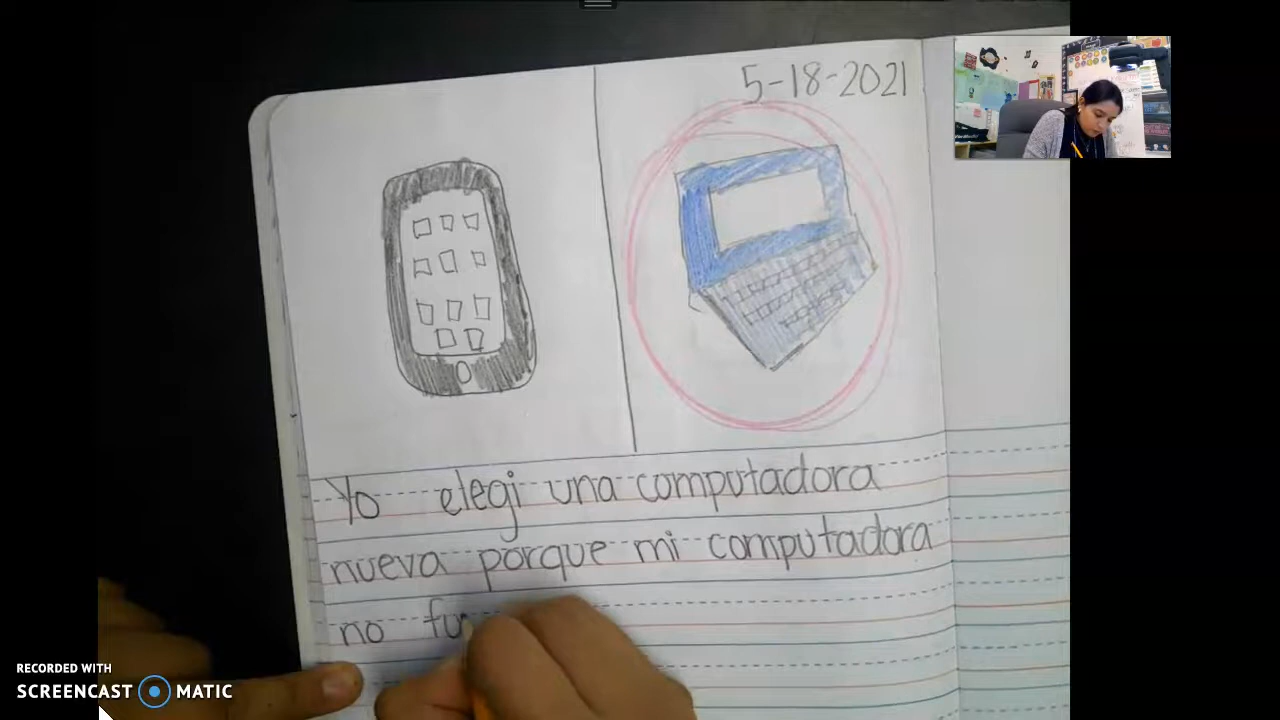 5-18-2021
Yo elegi una computadora
nueva porque mi computadora
no fu
RECORDED WITH
SCREENCAST MATIC